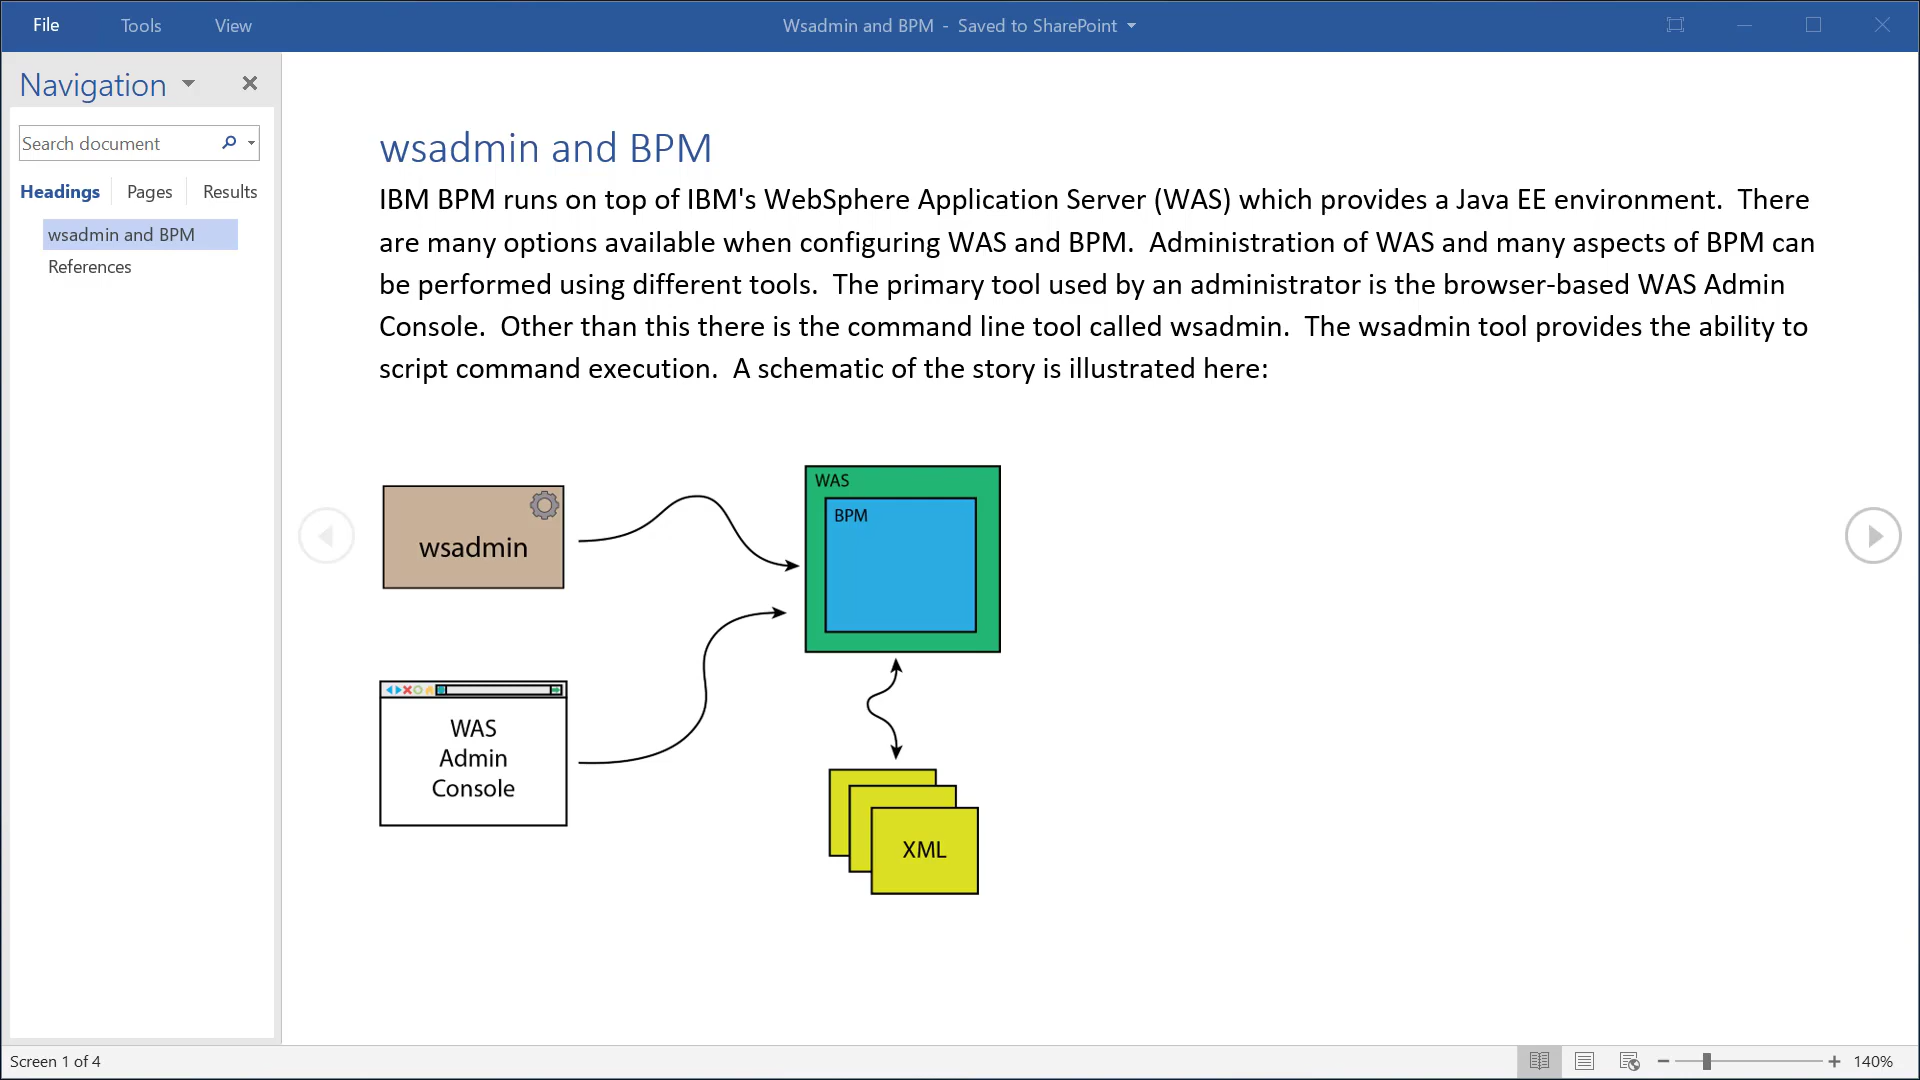 File Tools View Wsadmin and BPM - Saved to SharePoint
Navigation
Search document
Headings Pages Results
wsadmin and BPM
References
wsadmin and BPM
IBM BPM runs on top of IBM's WebSphere Application Server (WAS) which provides a Java EE environment.  There
are many options available when configuring WAS and BPM.  Administration of WAS and many aspects of BPM can
be performed using different tools.  The primary tool used by an administrator is the browser-based WAS Admin
Console.  Other than this there is the command line tool called wsadmin.  The wsadmin tool provides the ability to
script command execution.  A schematic of the story is illustrated here:
wsadmin
WAS
BPM
WAS
Admin
Console
XML
Screen 1 of 4
140%